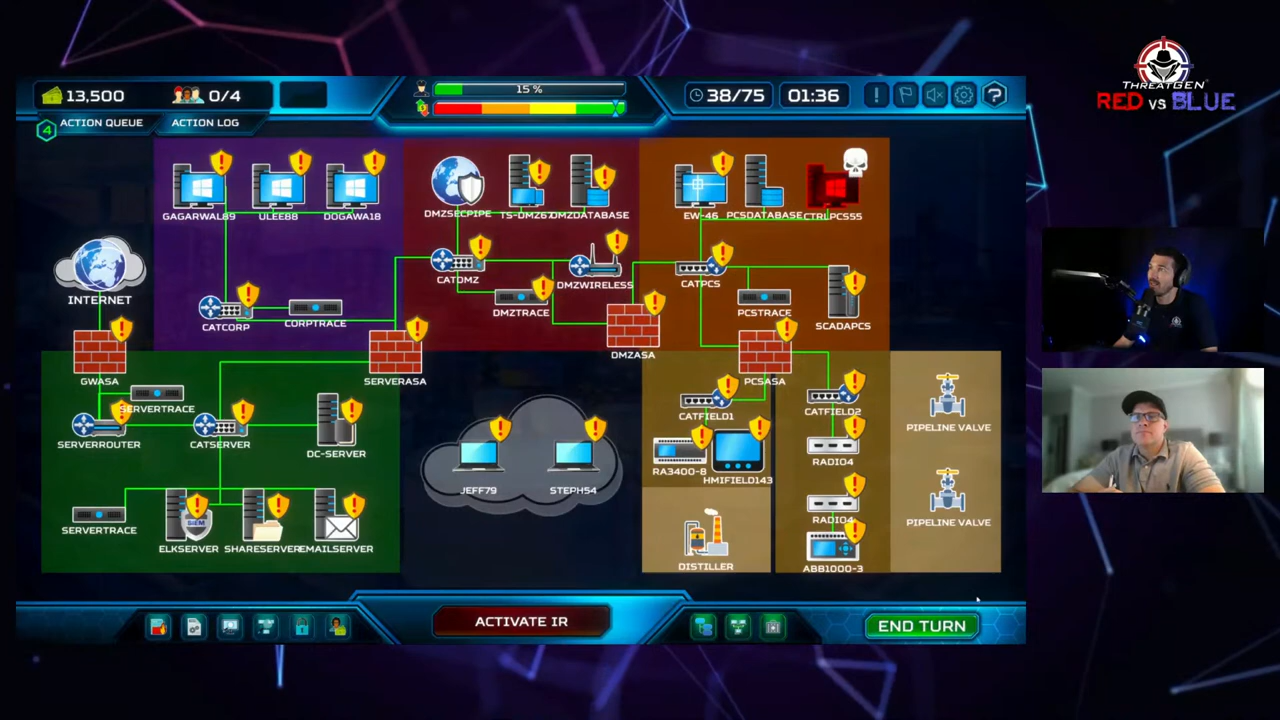 13,500
0/4
15 %
38/75
01:36
!
?
THREATGEN
RED vs BLUE
4
ACTION QUEUE
ACTION LOG
GAGARWAL89
ULEE88
DOGAWA18
DMZSECPIPE
DMZDATABASE
EW-46
PCSDATABASE
CTRLPCS55
INTERNET
CATCORP
CORPTRACE
CATDMZ
DMZWIRELESS
DMZTRACE
DMZASA
CATPCS
PCSTRACE
SCADAPCS
GWASA
SERVERASA
PCSASA
SERVERTRACE
SERVERROUTER
CATSERVER
DC-SERVER
CATFIELD1
CATFIELD2
PIPELINE VALVE
JEFF79
STEPH54
RA3400-8
HMIFIELD143
RADIO4
SERVERTRACE
SIEM
ELKSERVER
SHARESERVER
EMAILSERVER
RADIO4
PIPELINE VALVE
DISTILLER
ABB1000-3
ACTIVATE IR
END TURN